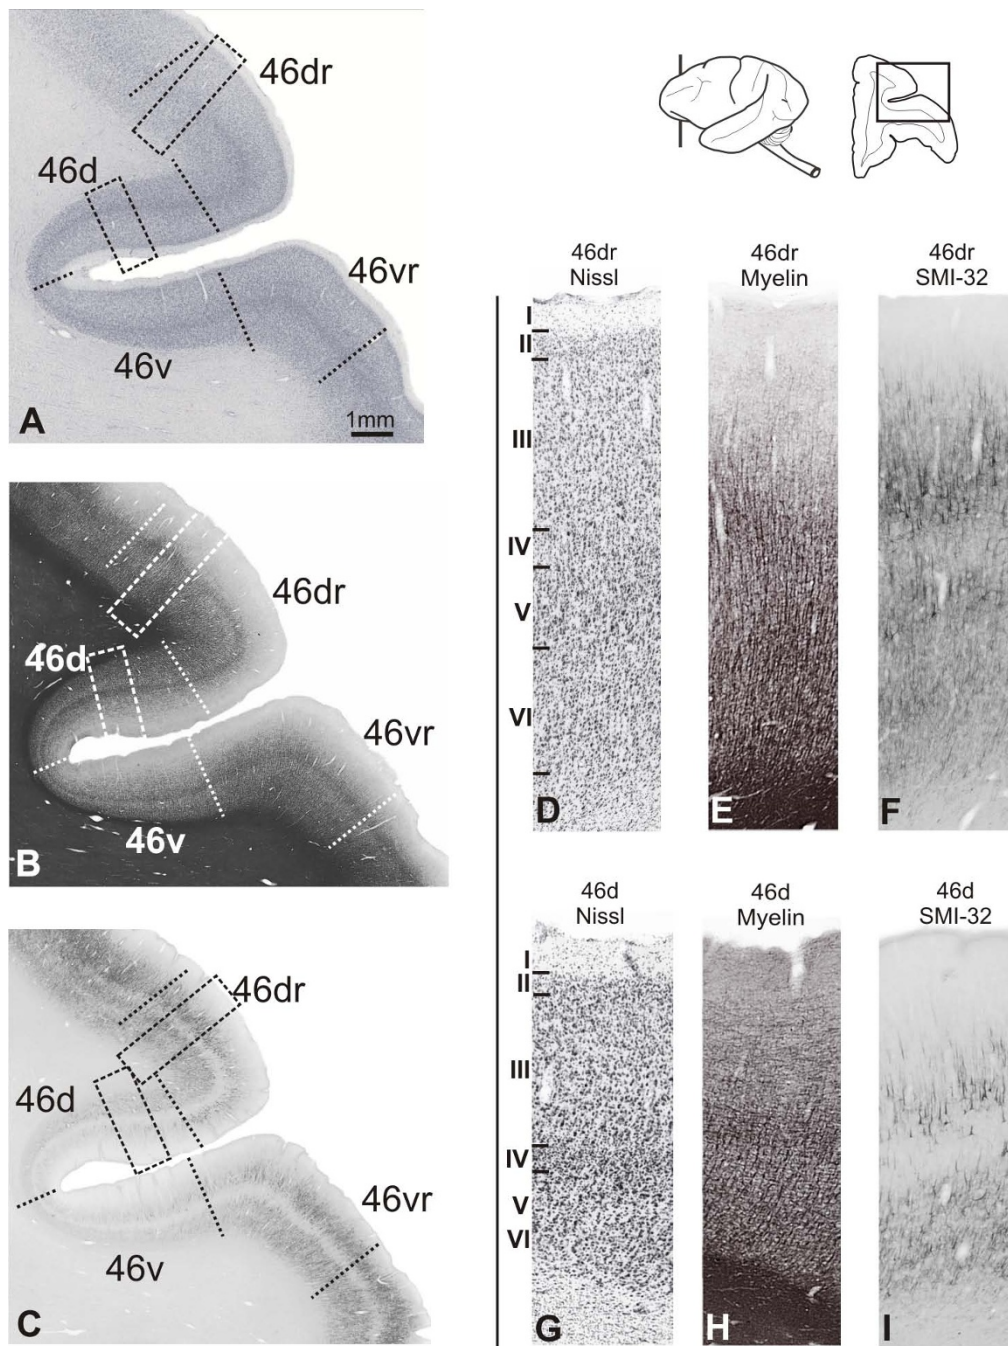 46dr
46d
46vr
46v
A
1mm
46dr
46d
46vr
46v
B
46dr
46d
46vr
46v
C
46dr
Nissl
46dr
Myelin
46dr
SMI-32
I
II
III
IV
V
VI
D
E
F
46d
Nissl
46d
Myelin
46d
SMI-32
I
II
III
IV
V
VI
G
H
I